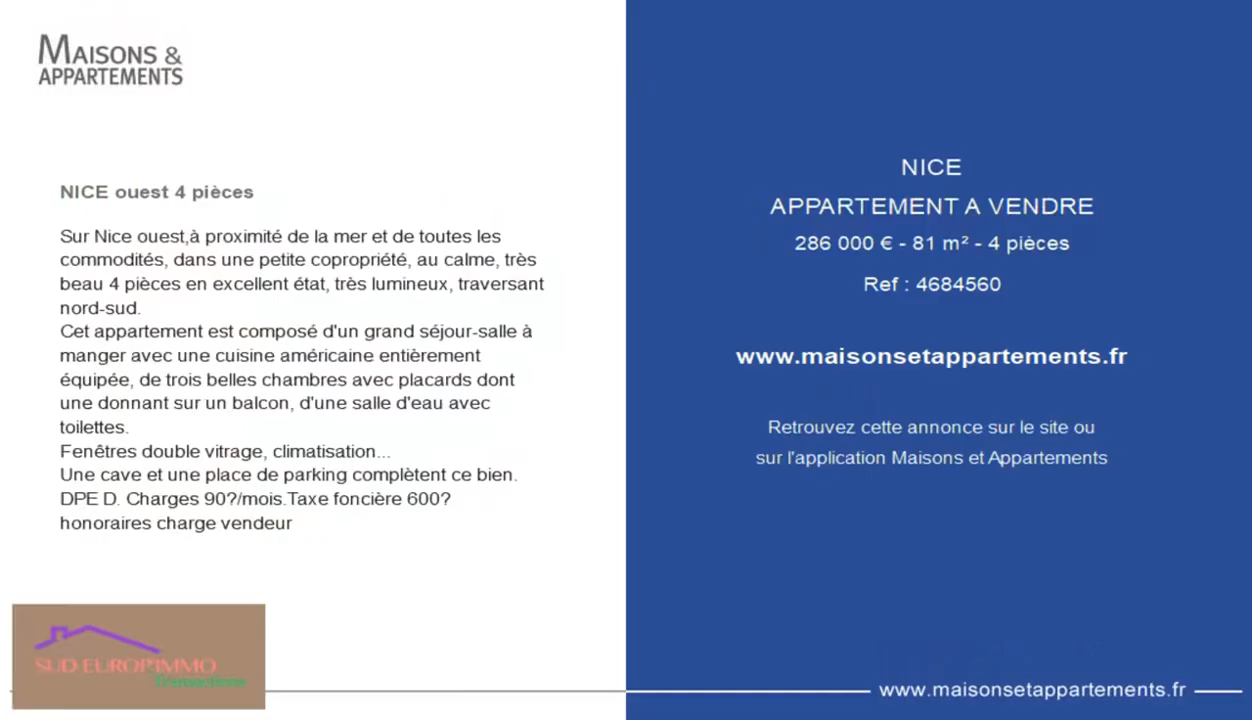 MAISONS &
APPARTEMENTS
NICE ouest 4 pièces
Sur Nice ouest,à proximité de la mer et de toutes les
commodités, dans une petite copropriété, au calme, très
beau 4 pièces en excellent état, très lumineux, traversant
nord-sud.
Cet appartement est composé d'un grand séjour-salle à
manger avec une cuisine américaine entièrement
équipée, de trois belles chambres avec placards dont
une donnant sur un balcon, d'une salle d'eau avec
toilettes.
Fenêtres double vitrage, climatisation...
Une cave et une place de parking complètent ce bien.
DPE D. Charges 90?/mois.Taxe foncière 600?
honoraires charge vendeur
SUD EUROP'IMMO
Transactions
NICE
APPARTEMENT A VENDRE
286 000 € - 81 m² - 4 pièces
Ref : 4684560
www.maisonsetappartements.fr
Retrouvez cette annonce sur le site ou
sur l'application Maisons et Appartements
www.maisonsetappartements.fr